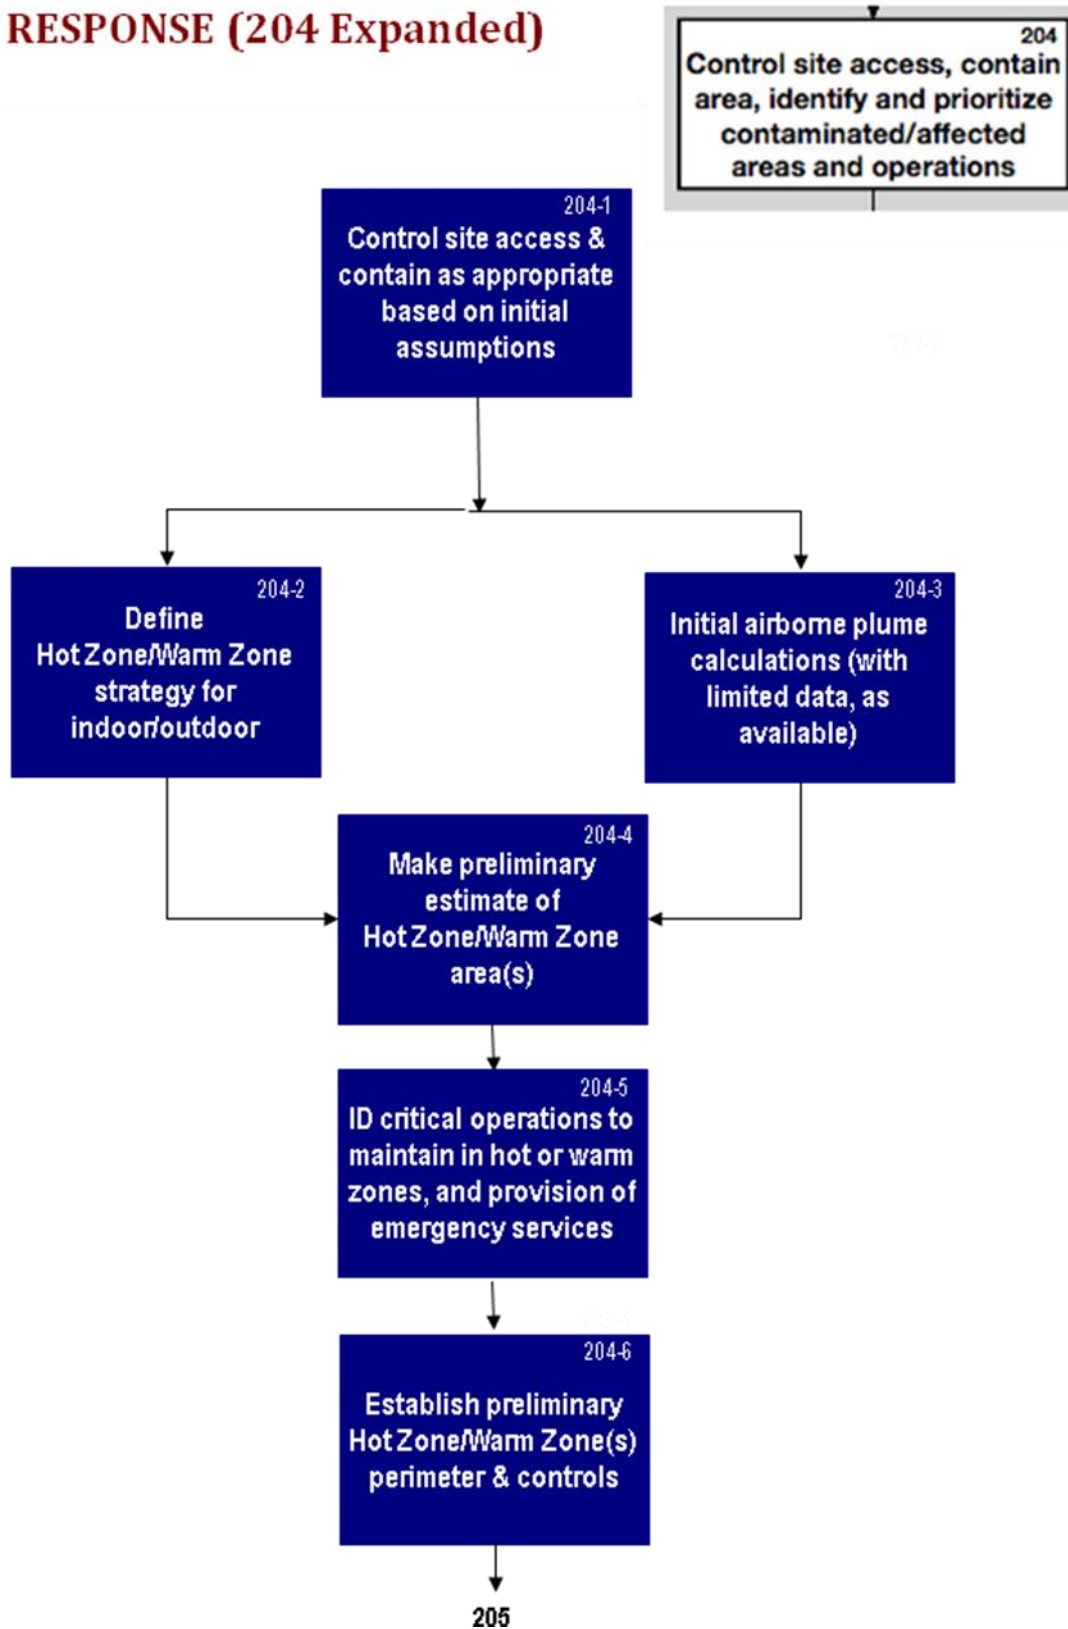 RESPONSE (204 Expanded)
204
Control site access, contain
area, identify and prioritize
contaminated/affected
areas and operations
204-1
Control site access &
contain as appropriate
based on initial
assumptions
204-2
Define
Hot Zone/Warm Zone
strategy for
indoor/outdoor
204-3
Initial airborne plume
calculations (with
limited data, as
available)
204-4
Make preliminary
estimate of
Hot Zone/Warm Zone
area(s)
204-5
ID critical operations to
maintain in hot or warm
zones, and provision of
emergency services
204-6
Establish preliminary
Hot Zone/Warm Zone(s)
perimeter & controls
205